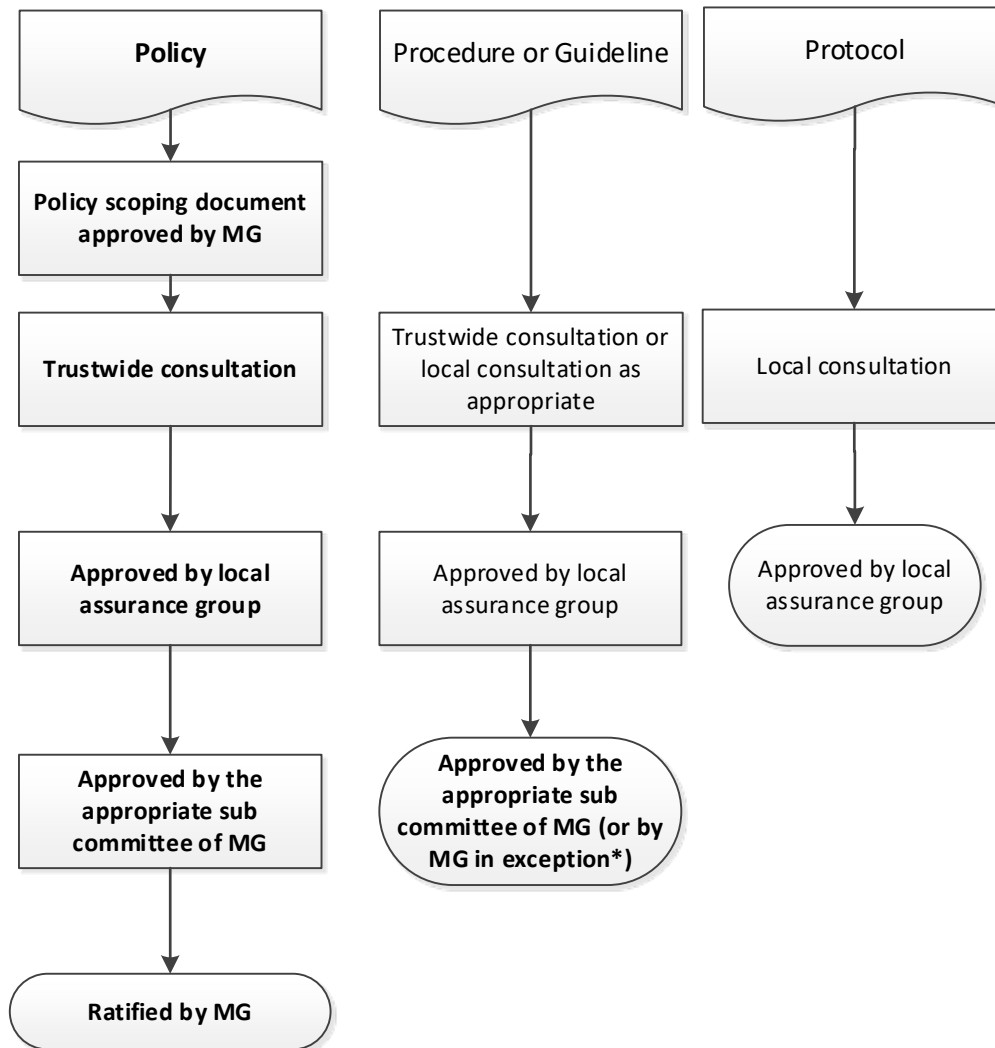 Policy
Policy scoping document
approved by MG
Trustwide consultation
Approved by local
assurance group
Approved by the
appropriate sub
committee of MG
Ratified by MG
Procedure or Guideline
Trustwide consultation or
local consultation as
appropriate
Approved by local
assurance group
Approved by the
appropriate sub
committee of MG (or by
MG in exception*)
Protocol
Local consultation
Approved by local
assurance group